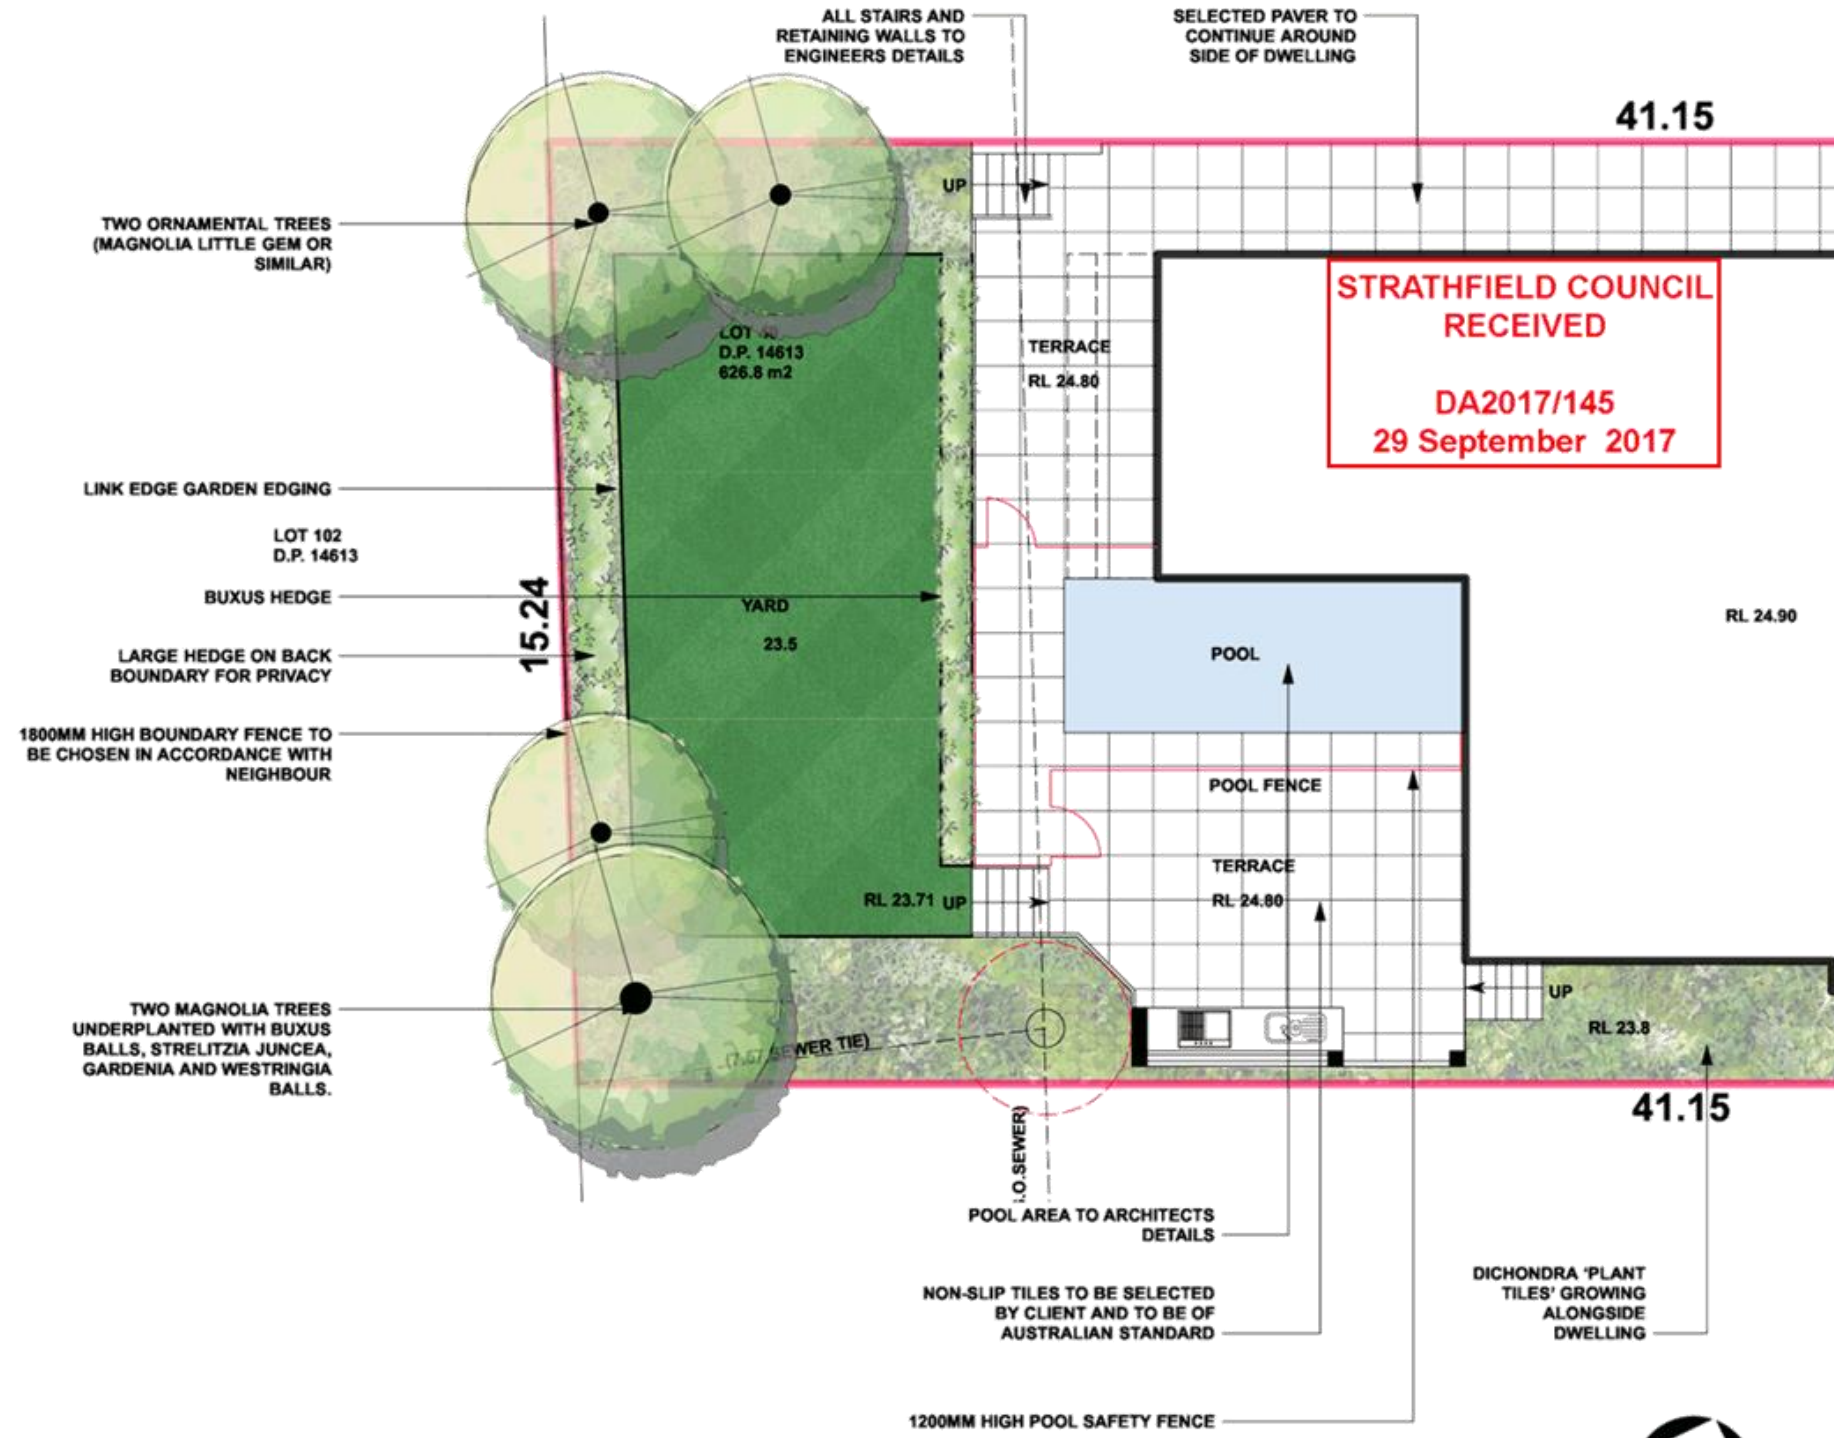 ALL STAIRS AND
RETAINING WALLS TO
ENGINEERS DETAILS
SELECTED PAVER TO
CONTINUE AROUND
SIDE OF DWELLING
41.15
UP
TWO ORNAMENTAL TREES
(MAGNOLIA LITTLE GEM OR
SIMILAR)
STRATHFIELD COUNCIL
RECEIVED
DA2017/145
29 September 2017
LOT
D.P. 14613
626.8 m2
TERRACE
RL 24.80
LINK EDGE GARDEN EDGING
LOT 102
D.P. 14613
BUXUS HEDGE
15.24
YARD
23.5
RL 24.90
LARGE HEDGE ON BACK
BOUNDARY FOR PRIVACY
POOL
1800MM HIGH BOUNDARY FENCE TO
BE CHOSEN IN ACCORDANCE WITH
NEIGHBOUR
POOL FENCE
TERRACE
RL 24.80
RL 23.71 UP
UP
RL 23.8
TWO MAGNOLIA TREES
UNDERPLANTED WITH BUXUS
BALLS, STRELITZIA JUNCEA,
GARDENIA AND WESTRINGIA
BALLS.
SEWER TIE)
41.15
.O.SEWER)
POOL AREA TO ARCHITECTS
DETAILS
NON-SLIP TILES TO BE SELECTED
BY CLIENT AND TO BE OF
AUSTRALIAN STANDARD
DICHONDRA 'PLANT
TILES' GROWING
ALONGSIDE
DWELLING
1200MM HIGH POOL SAFETY FENCE